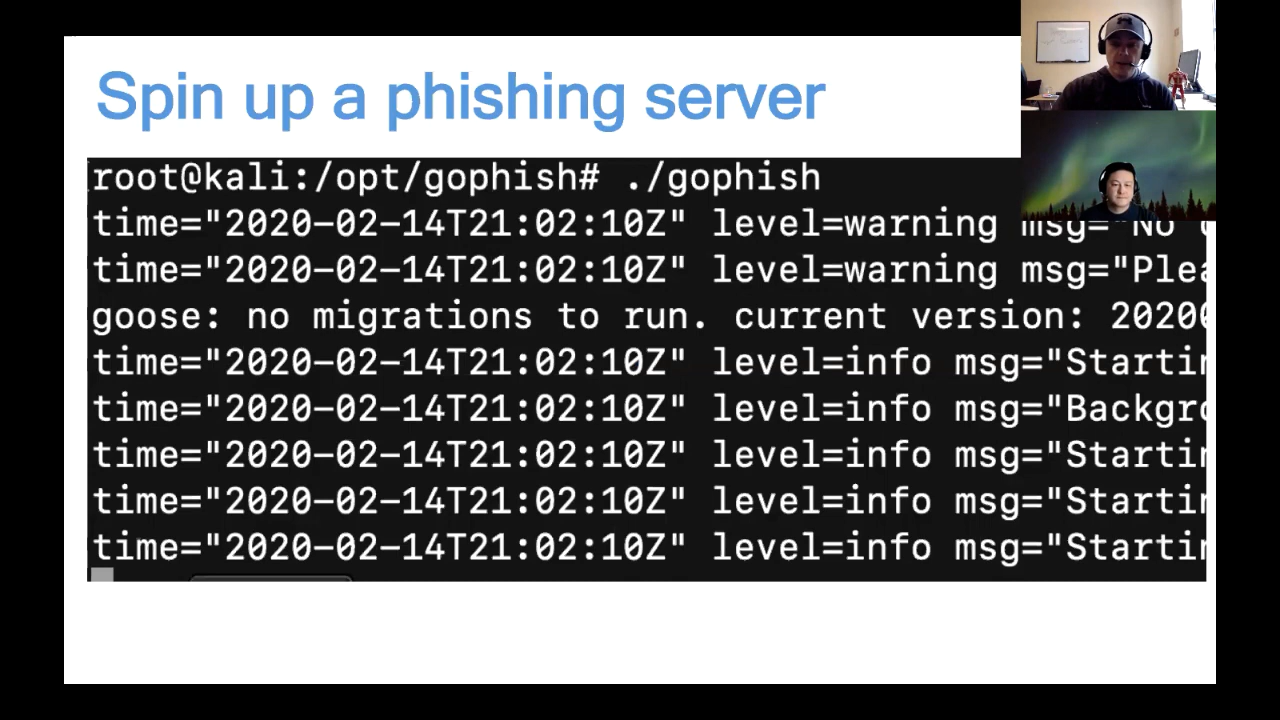 Spin up a phishing server
root@kali:/opt/gophish# ./gophish
time="2020-02-14T21:02:10Z" level=warning msg="No
time="2020-02-14T21:02:10Z" level=warning msg="Plea
goose: no migrations to run. current version: 20200
time="2020-02-14T21:02:10Z" level=info msg="Startin
time="2020-02-14T21:02:10Z" level=info msg="Backgro
time="2020-02-14T21:02:10Z" level=info msg="Startin
time="2020-02-14T21:02:10Z" level=info msg="Startin
time="2020-02-14T21:02:10Z" level=info msg="Startin